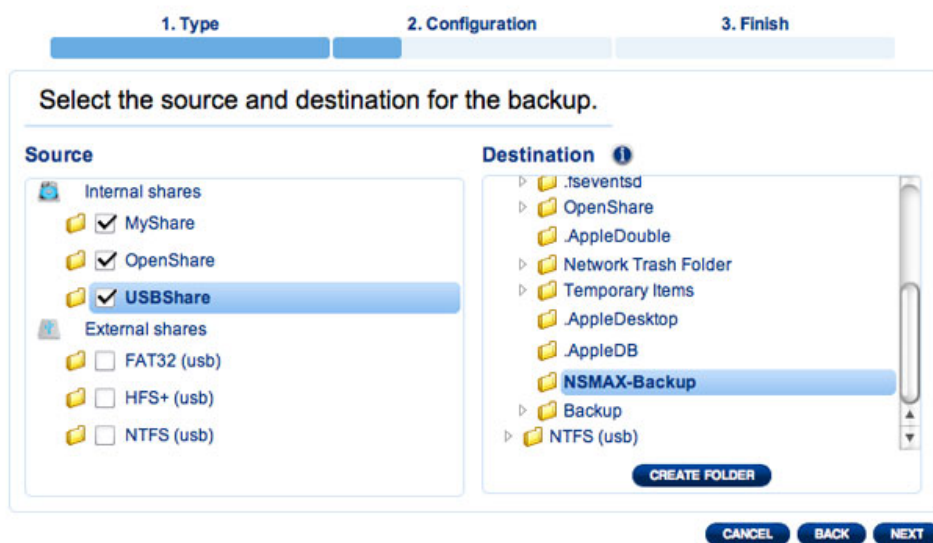 1. Type 2. Configuration 3. Finish
Select the source and destination for the backup.
Source
Internal shares
MyShare
OpenShare
USBShare
External shares
FAT32 (usb)
HFS+ (usb)
NTFS (usb)
Destination
.fseventsd
OpenShare
.AppleDouble
Network Trash Folder
Temporary Items
.AppleDesktop
.AppleDB
NSMAX-Backup
Backup
NTFS (usb)
CREATE FOLDER
CANCEL BACK NEXT